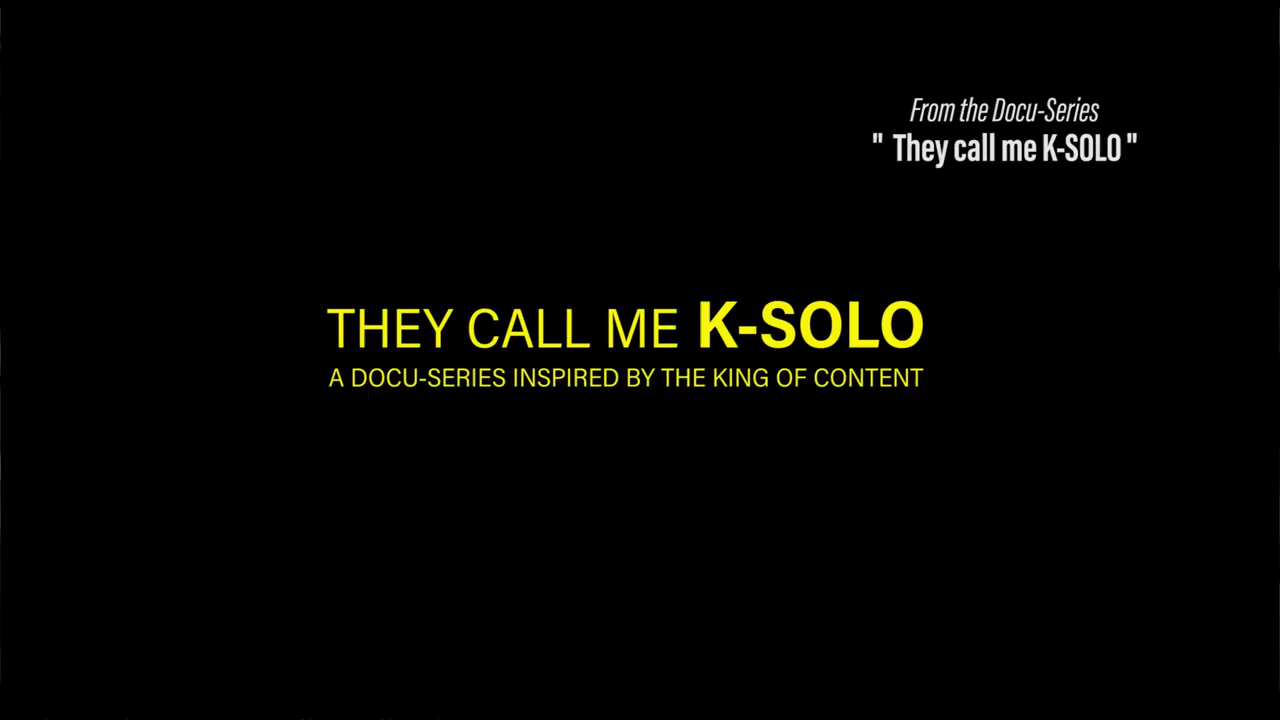 From the Docu-Series
" They call me K-SOLO "
THEY CALL ME K-SOLO
A DOCU-SERIES INSPIRED BY THE KING OF CONTENT